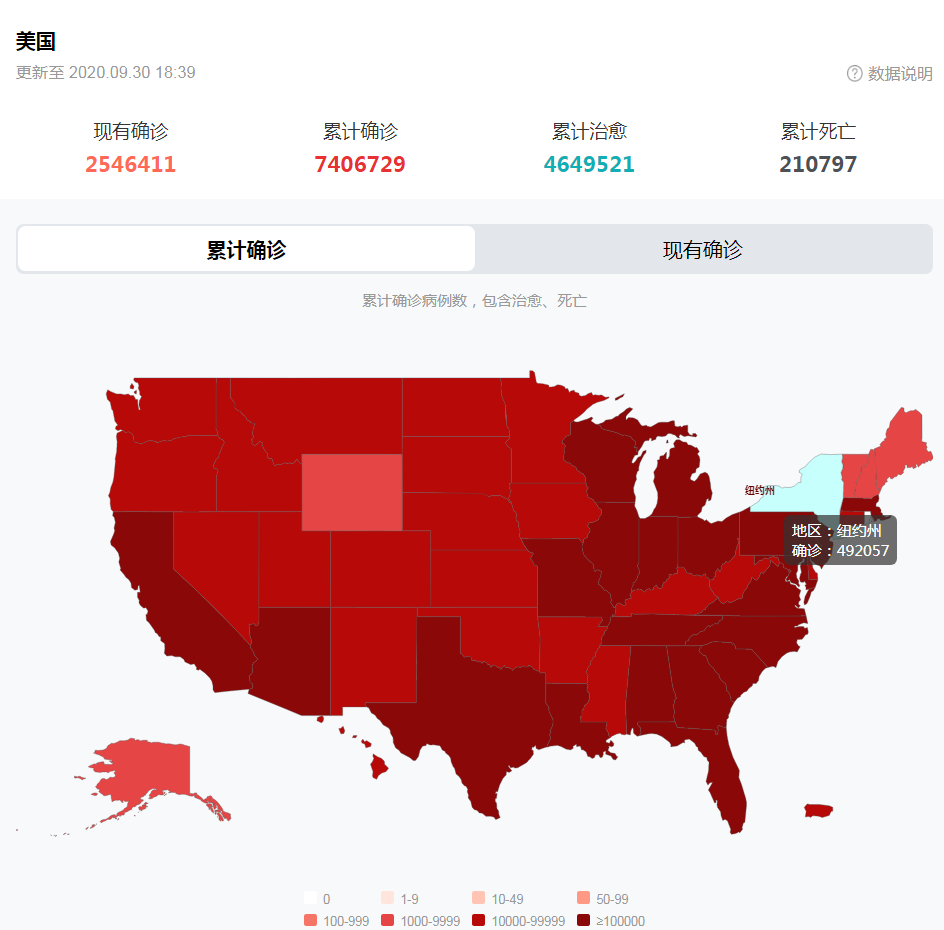 美国
更新至 2020.09.30 18:39
? 数据说明
现有确诊 累计确诊 累计治愈 累计死亡
2546411 7406729 4649521 210797
累计确诊 现有确诊
累计确诊病例数，包含治愈、死亡
纽约州
地区：纽约州
确诊：492057
0 1-9 10-49 50-99
100-999 1000-9999 10000-99999 ≥100000